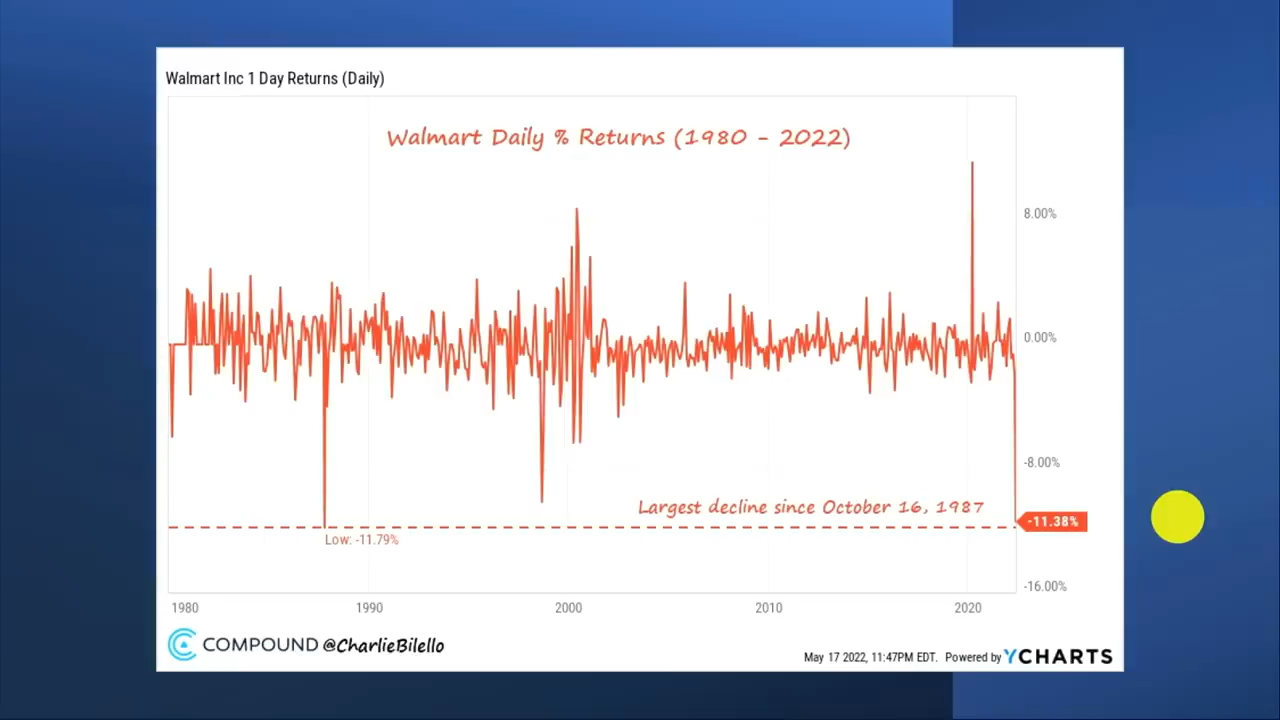 Walmart Inc 1 Day Returns (Daily)
Walmart Daily % Returns (1980 - 2022)
8.00%
0.00%
-8.00%
Largest decline since October 16, 1987
-11.38%
Low: -11.79%
-16.00%
1980 1990 2000 2010 2020
COMPOUND @CharlieBilello
May 17 2022, 11:47PM EDT. Powered by YCHARTS